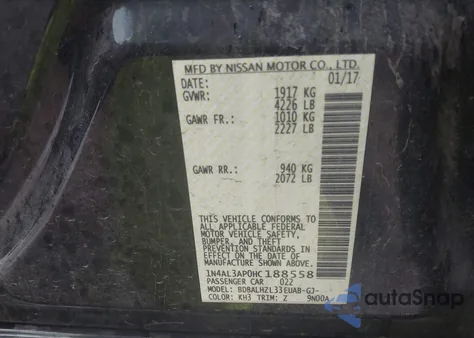 MFD BY NISSAN MOTOR CO., LTD.
DATE: 01/17
GVWR: 1917 KG
4226 LB
GAWR FR.: 1010 KG
2227 LB
GAWR RR.: 940 KG
2072 LB
THIS VEHICLE CONFORMS TO
ALL APPLICABLE FEDERAL
MOTOR VEHICLE SAFETY,
BUMPER, AND THEFT
PREVENTION STANDARDS IN
EFFECT ON THE DATE OF
MANUFACTURE SHOWN ABOVE.
1N4AL3AP0HC188558
PASSENGER CAR 022
MODEL: BDBALHZL33EUAB-GJ-
COLOR: KH3 TRIM: Z 9N00A
autoSnap